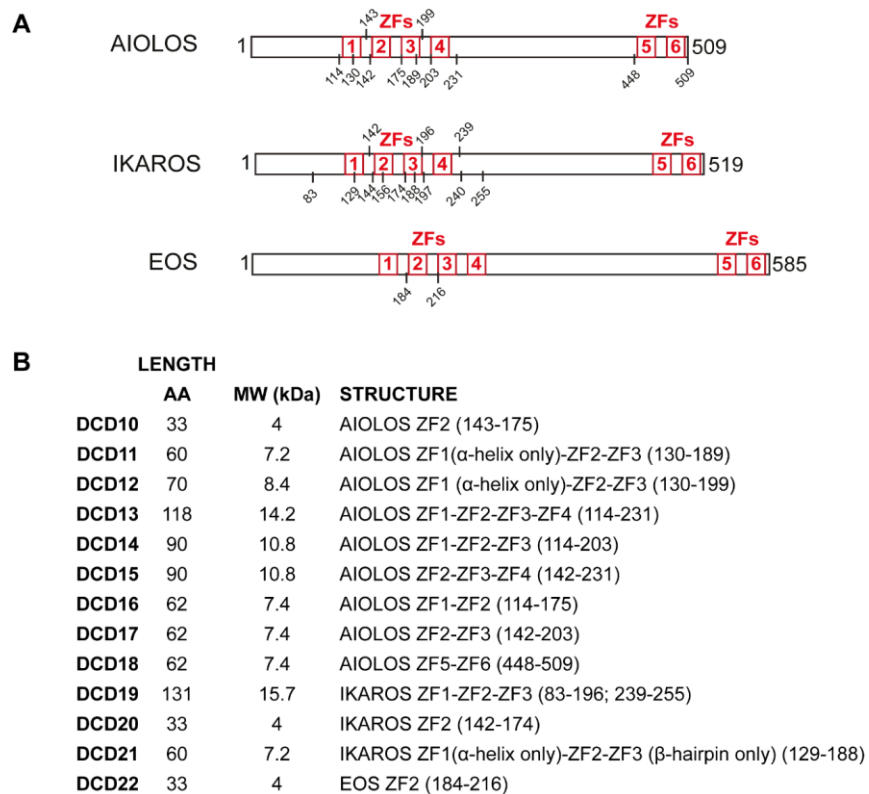 A
ZFs
143 199
AIOLOS 1 1 2 3 4 5 6 509
114 130 142 175 189 203 231 448 509
ZFs
142 196 239
IKAROS 1 1 2 3 4 5 6 519
83 129 144 156 174 188 197 240 255
ZFs ZFs
EOS 1 1 2 3 4 5 6 585
184 216
B
LENGTH
AA MW (kDa) STRUCTURE
DCD10 33 4 AIOLOS ZF2 (143-175)
DCD11 60 7.2 AIOLOS ZF1(α-helix only)-ZF2-ZF3 (130-189)
DCD12 70 8.4 AIOLOS ZF1 (α-helix only)-ZF2-ZF3 (130-199)
DCD13 118 14.2 AIOLOS ZF1-ZF2-ZF3-ZF4 (114-231)
DCD14 90 10.8 AIOLOS ZF1-ZF2-ZF3 (114-203)
DCD15 90 10.8 AIOLOS ZF2-ZF3-ZF4 (142-231)
DCD16 62 7.4 AIOLOS ZF1-ZF2 (114-175)
DCD17 62 7.4 AIOLOS ZF2-ZF3 (142-203)
DCD18 62 7.4 AIOLOS ZF5-ZF6 (448-509)
DCD19 131 15.7 IKAROS ZF1-ZF2-ZF3 (83-196; 239-255)
DCD20 33 4 IKAROS ZF2 (142-174)
DCD21 60 7.2 IKAROS ZF1(α-helix only)-ZF2-ZF3 (β-hairpin only) (129-188)
DCD22 33 4 EOS ZF2 (184-216)